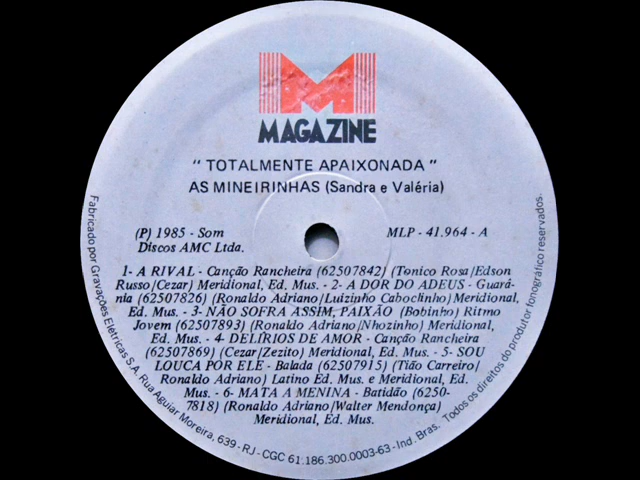 M
MAGAZINE
" TOTALMENTE APAIXONADA "
AS MINEIRINHAS (Sandra e Valéria)
(P) 1985 - Som
Discos AMC Ltda.
MLP - 41.964 - A
1- A RIVAL - Canção Rancheira (62507842) (Tonico Rosa/Edson
Russo/Cezar) Meridional, Ed. Mus. - 2- A DOR DO ADEUS - Guará-
nia (62507826) (Ronaldo Adriano/Luizinho Caboclinho) Meridional,
Ed. Mus. - 3- NÃO SOFRA ASSIM, PAIXÃO (Bobinho) Ritmo
Jovem (62507893) (Ronaldo Adriano/Nhozinho) Meridional,
Ed. Mus. - 4- DELÍRIOS DE AMOR - Canção Rancheira
(62507869) (Cezar/Zezito) Meridional, Ed. Mus. - 5- SOU
LOUCA POR ELE - Balada (62507915) (Tião Carreiro/
Ronaldo Adriano) Latino Ed. Mus. e Meridional, Ed.
Mus. - 6- MATA A MENINA - Batidão (6250-
7818) (Ronaldo Adriano/Walter Mendonça)
Meridional, Ed. Mus.
Fabricado por Gravações Elétricas S.A. Rua Aguiar Moreira, 639 - RJ - CGC 61.186.300.0003-63 - Ind. Bras. Todos os direitos do produtor fonográfico reservados.